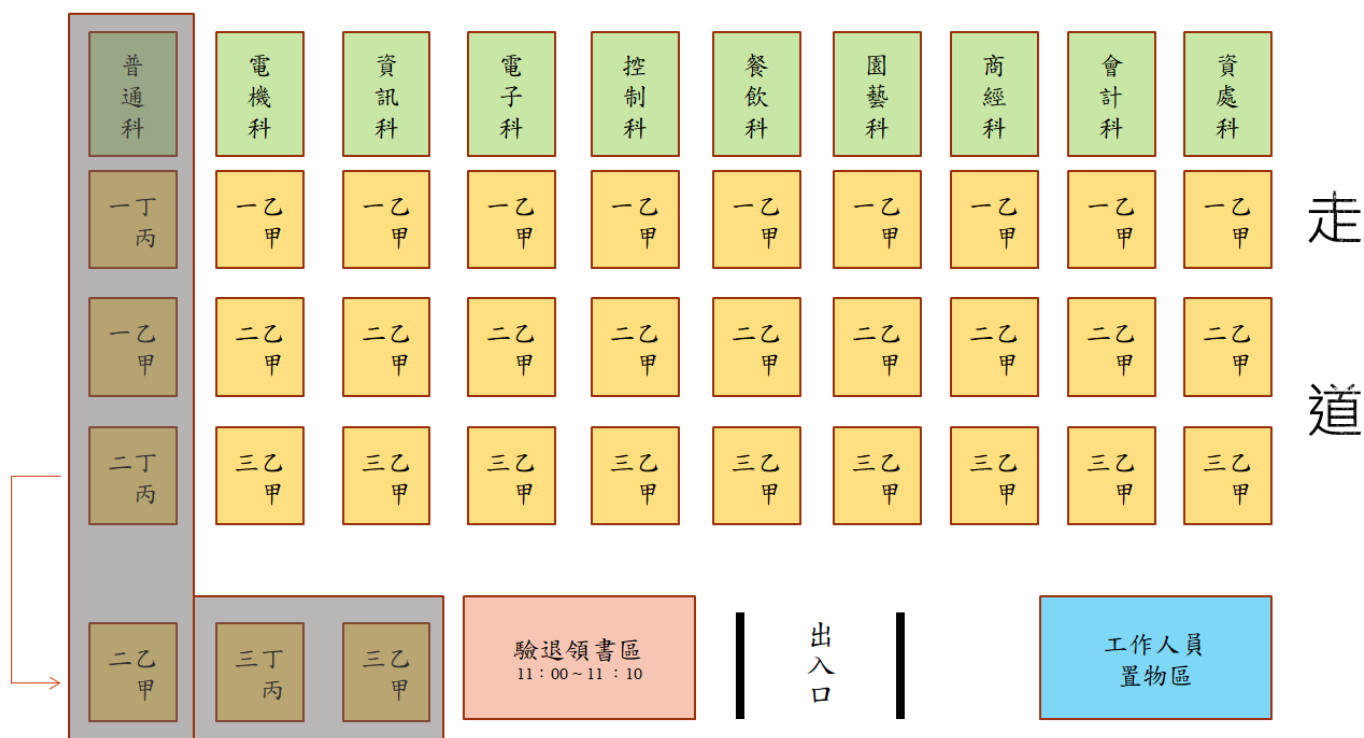 普通科
電機科
資訊科
電子科
控制科
餐飲科
園藝科
商經科
會計科
資處科
一丁
丙
一乙
甲
一乙
甲
一乙
甲
一乙
甲
一乙
甲
一乙
甲
一乙
甲
一乙
甲
一乙
甲
走道
一乙
甲
二乙
甲
二乙
甲
二乙
甲
二乙
甲
二乙
甲
二乙
甲
二乙
甲
二乙
甲
二乙
甲
二丁
丙
三乙
甲
三乙
甲
三乙
甲
三乙
甲
三乙
甲
三乙
甲
三乙
甲
三乙
甲
三乙
甲
二乙
甲
三丁
丙
三乙
甲
驗退領書區
11：00~11：10
出入口
工作人員
置物區